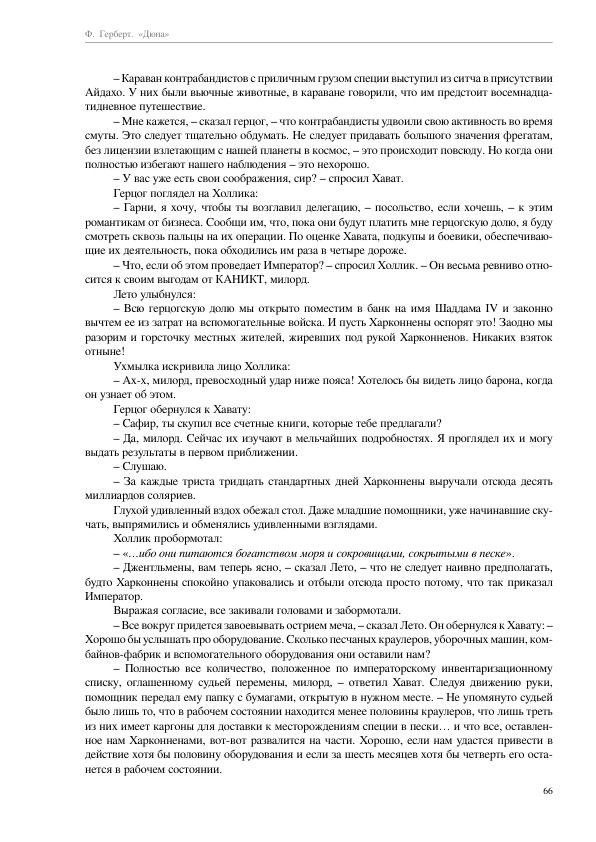 Ф. Герберт. «Дюна»
– Караван контрабандистов с приличным грузом специи выступил из ситча в присутствии
Айдахо. У них были вьючные животные, в караване говорили, что им предстоит восемнадца-
тидневное путешествие.
– Мне кажется, – сказал герцог, – что контрабандисты удвоили свою активность во время
смуты. Это следует тщательно обдумать. Не следует придавать большого значения фрегатам,
без лицензии взлетающим с нашей планеты в космос, – это происходит повсюду. Но когда они
полностью избегают нашего наблюдения – это нехорошо.
– У вас уже есть свои соображения, сир? – спросил Хават.
Герцог поглядел на Холлика:
– Гарни, я хочу, чтобы ты возглавил делегацию, – посольство, если хочешь, – к этим
романтикам от бизнеса. Сообщи им, что, пока они будут платить мне герцогскую долю, я буду
смотреть сквозь пальцы на их операции. По оценке Хавата, подкупы и боевики, обеспечиваю-
щие их деятельность, пока обходились им раза в четыре дороже.
– Что, если об этом проведает Император? – спросил Холлик. – Он весьма ревниво отно-
сится к своим выгодам от КАНИКТ, милорд.
Лето улыбнулся:
– Всю герцогскую долю мы открыто поместим в банк на имя Шаддама IV и законно
вычтем ее из затрат на вспомогательные войска. И пусть Харконнены оспорят это! Заодно мы
разорим и горсточку местных жителей, жиревших под рукой Харконненов. Никаких взяток
отныне!
Ухмылка искривила лицо Холлика:
– Ах-х, милорд, превосходный удар ниже пояса! Хотелось бы видеть лицо барона, когда
он узнает об этом.
Герцог обернулся к Хавату:
– Сафир, ты скупил все счетные книги, которые тебе предлагали?
– Да, милорд. Сейчас их изучают в мельчайших подробностях. Я проглядел их и могу
выдать результаты в первом приближении.
– Слушаю.
– За каждые триста тридцать стандартных дней Харконнены выручали отсюда десять
миллиардов соляриев.
Глухой удивленный вздох обежал стол. Даже младшие помощники, уже начинавшие ску-
чать, выпрямились и обменялись удивленными взглядами.
Холлик пробормотал:
– «…ибо они питаются богатством моря и сокровищами, сокрытыми в песке».
– Джентльмены, вам теперь ясно, – сказал Лето, – что не следует наивно предполагать,
будто Харконнены спокойно упаковались и отбыли отсюда просто потому, что так приказал
Император.
Выражая согласие, все закивали головами и забормотали.
– Все вокруг придется завоевывать острием меча, – сказал Лето. Он обернулся к Хавату: –
Хорошо бы услышать про оборудование. Сколько песчаных краулеров, уборочных машин, ком-
байнов-фабрик и вспомогательного оборудования они оставили нам?
– Полностью все количество, положенное по императорскому инвентаризационному
списку, оглашенному судьей перемены, милорд, – ответил Хават. Следуя движению руки,
помощник передал ему папку с бумагами, открытую в нужном месте. – Не упомянуто судьей
было лишь то, что в рабочем состоянии находится менее половины краулеров, что лишь треть
из них имеет каргоны для доставки к месторождениям специи в пески… и что все, оставлен-
ное нам Харконненами, вот-вот развалится на части. Хорошо, если нам удастся привести в
действие хотя бы половину оборудования и если за шесть месяцев хотя бы четверть его оста-
нется в рабочем состоянии.
66